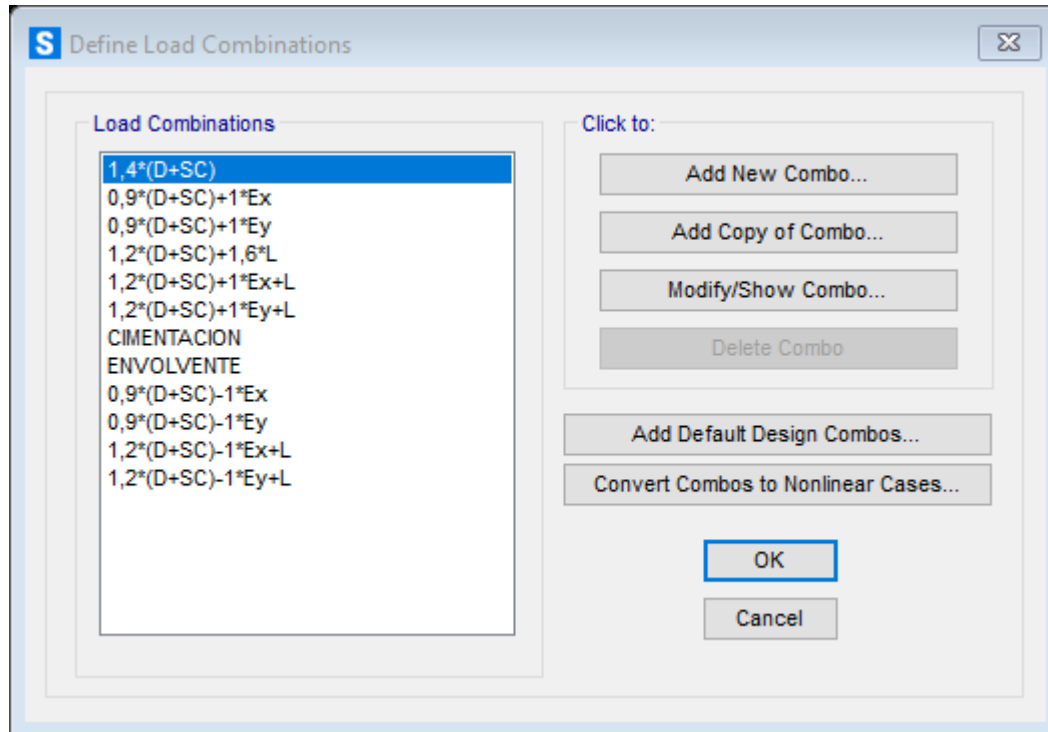 S Define Load Combinations
Load Combinations
1,4*(D+SC)
0,9*(D+SC)+1*Ex
0,9*(D+SC)+1*Ey
1,2*(D+SC)+1,6*L
1,2*(D+SC)+1*Ex+L
1,2*(D+SC)+1*Ey+L
CIMENTACION
ENVOLVENTE
0,9*(D+SC)-1*Ex
0,9*(D+SC)-1*Ey
1,2*(D+SC)-1*Ex+L
1,2*(D+SC)-1*Ey+L
Click to:
Add New Combo...
Add Copy of Combo...
Modify/Show Combo...
Delete Combo
Add Default Design Combos...
Convert Combos to Nonlinear Cases...
OK
Cancel